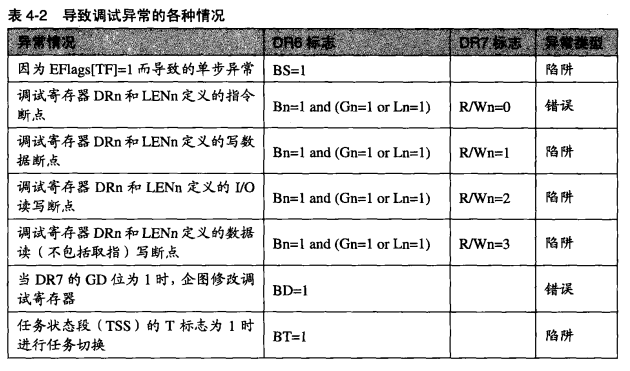 表 4-2 导致调试异常的各种情况
异常情况 DR6 标志 DR7 标志 异常类型
因为 EFlags[TF]=1 而导致的单步异常 BS=1 陷阱
调试寄存器 DRn 和 LENn 定义的指令
断点 Bn=1 and (Gn=1 or Ln=1) R/Wn=0 错误
调试寄存器 DRn 和 LENn 定义的写数
据断点 Bn=1 and (Gn=1 or Ln=1) R/Wn=1 陷阱
调试寄存器 DRn 和 LENn 定义的 I/O
读写断点 Bn=1 and (Gn=1 or Ln=1) R/Wn=2 陷阱
调试寄存器 DRn 和 LENn 定义的数据
读（不包括取指）写断点 Bn=1 and (Gn=1 or Ln=1) R/Wn=3 陷阱
当 DR7 的 GD 位为 1 时，企图修改调
试寄存器 BD=1 错误
任务状态段（TSS）的 T 标志为 1 时
进行任务切换 BT=1 陷阱